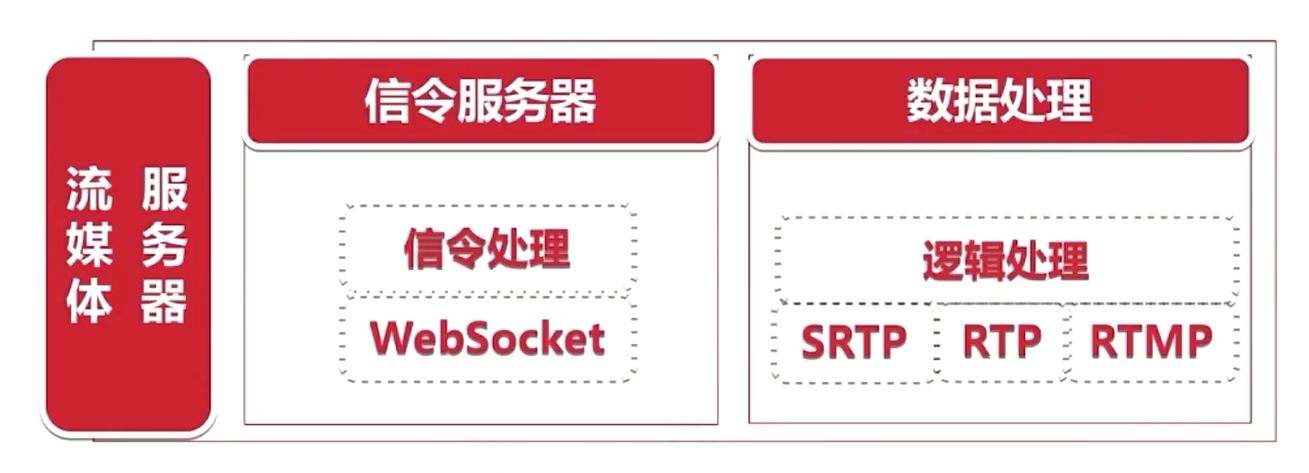 流媒体
服务器
信令服务器
信令处理
WebSocket
数据处理
逻辑处理
SRTP
RTP
RTMP